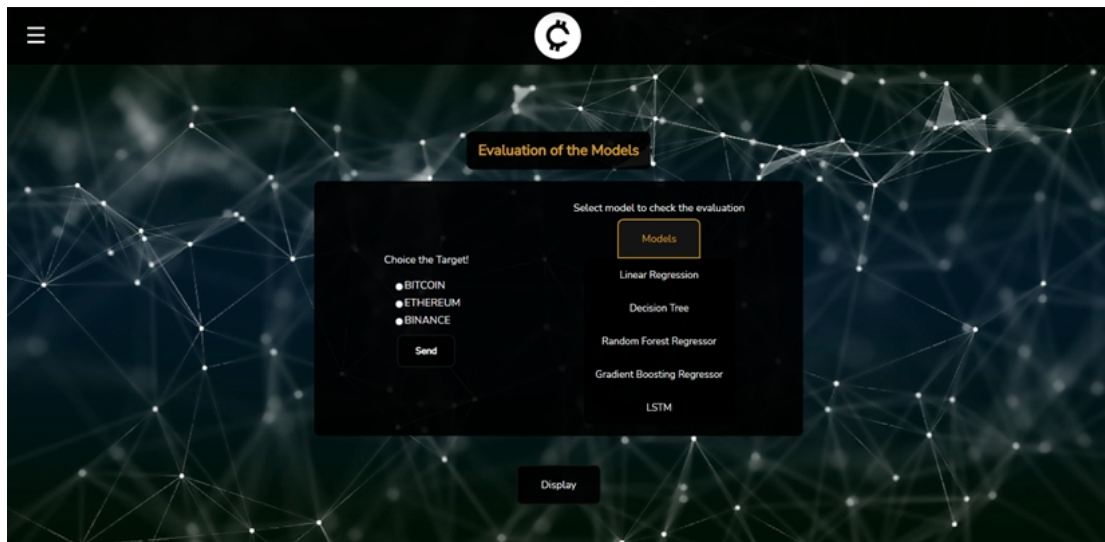 Evaluation of the Models
Choice the Target!
BITCOIN
ETHEREUM
BINANCE
Send
Select model to check the evaluation
Models
Linear Regression
Decision Tree
Random Forest Regressor
Gradient Boosting Regressor
LSTM
Display